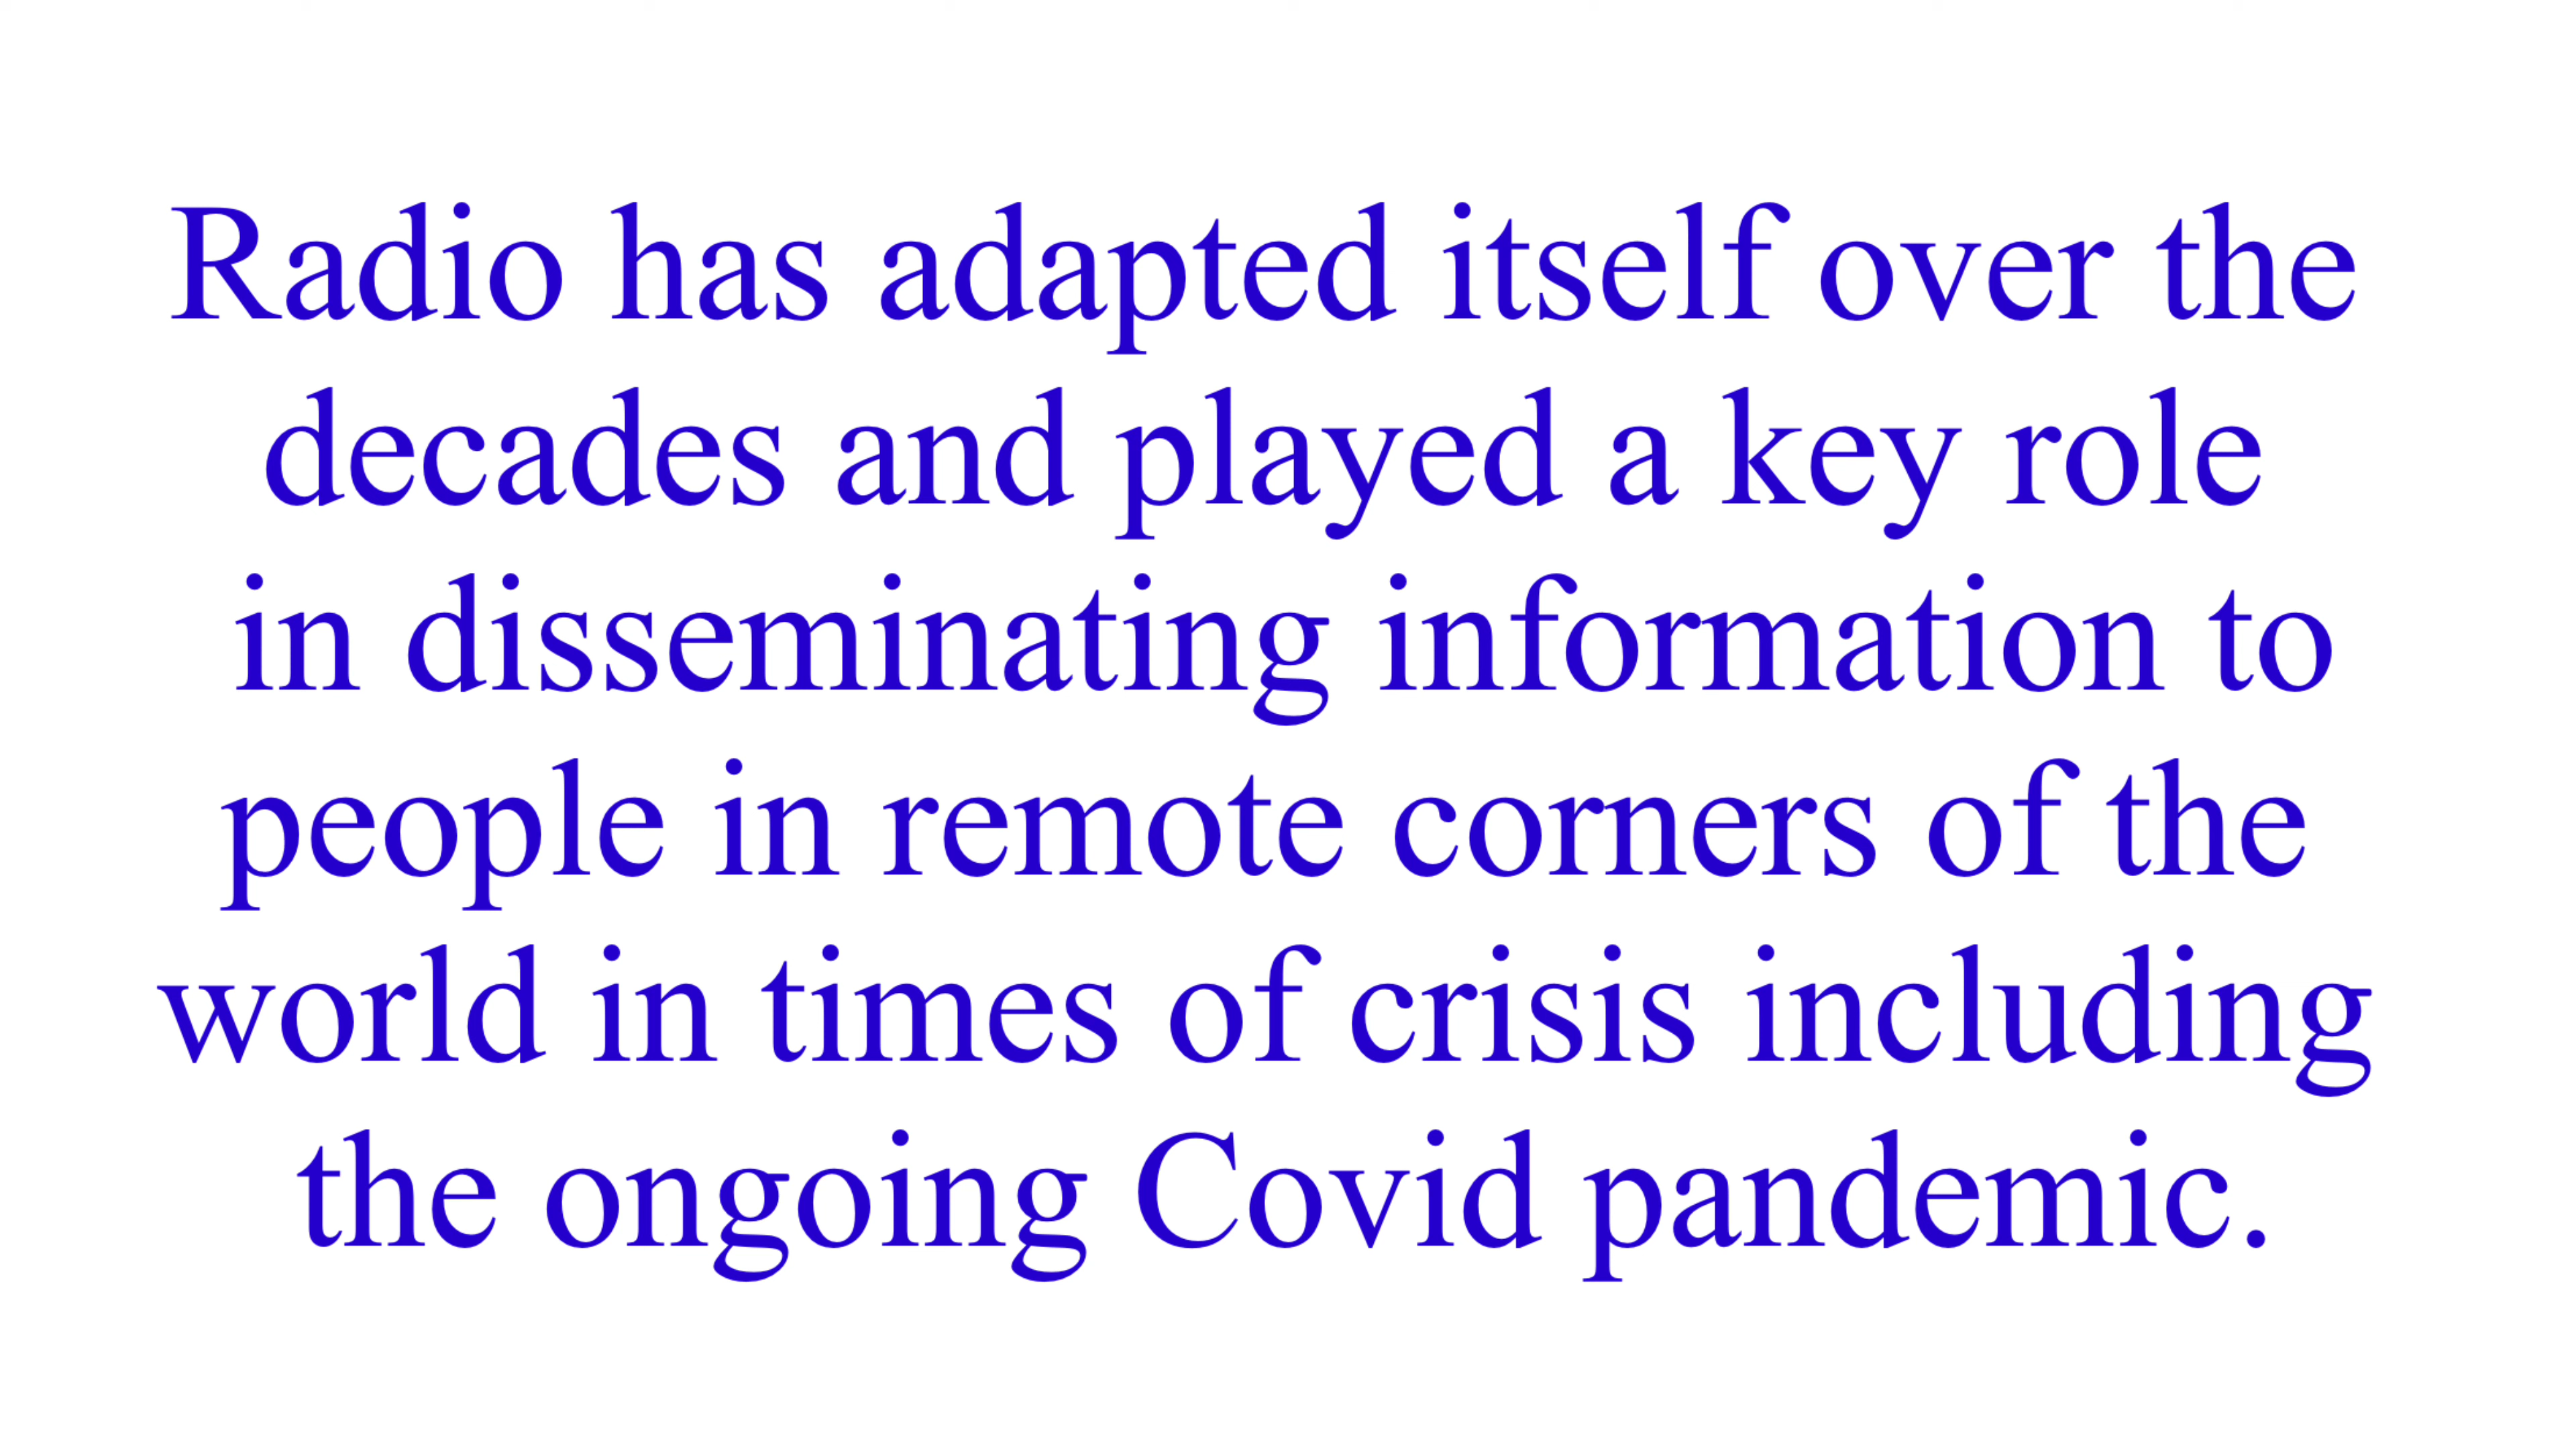 Radio has adapted itself over the
decades and played a key role
in disseminating information to
people in remote corners of the
world in times of crisis including
the ongoing Covid pandemic.